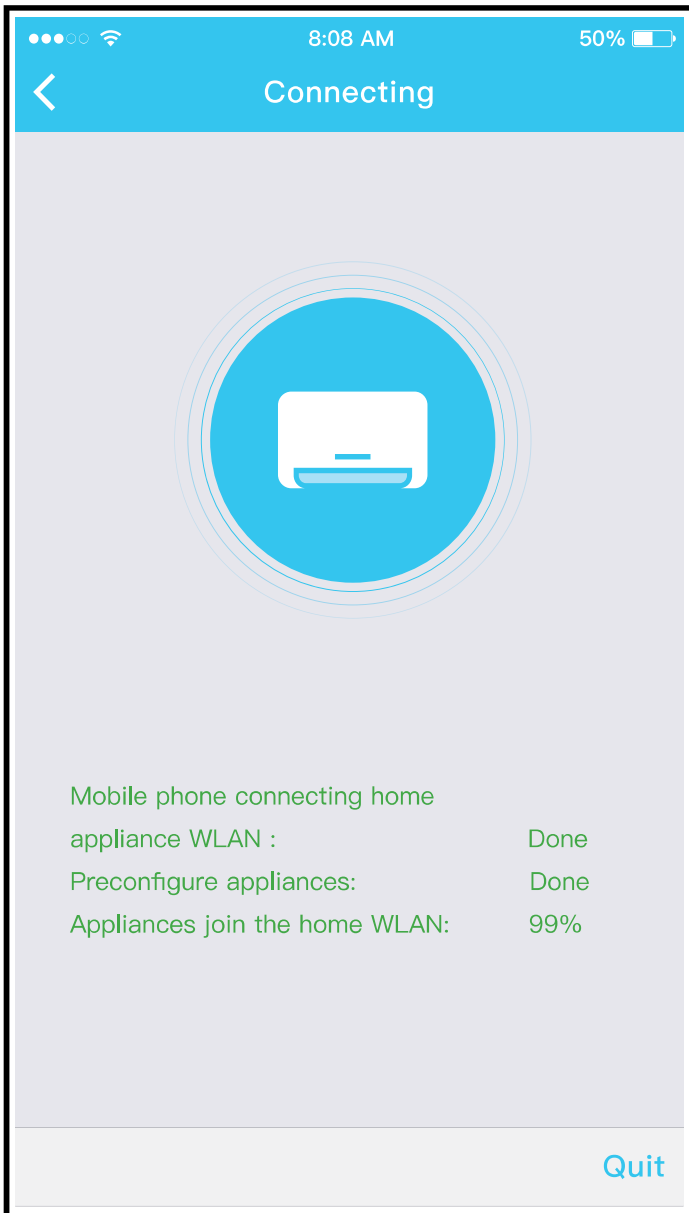 8:08 AM 50%
Connecting
Mobile phone connecting home
appliance WLAN : Done
Preconfigure appliances: Done
Appliances join the home WLAN: 99%
Quit